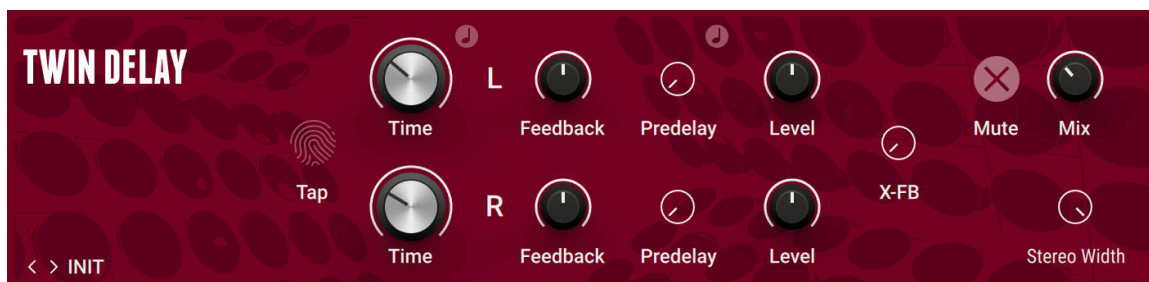 TWIN DELAY
L
Time
Feedback
Predelay
Level
Mute
Mix
Tap
X-FB
R
Time
Feedback
Predelay
Level
Stereo Width
< > INIT